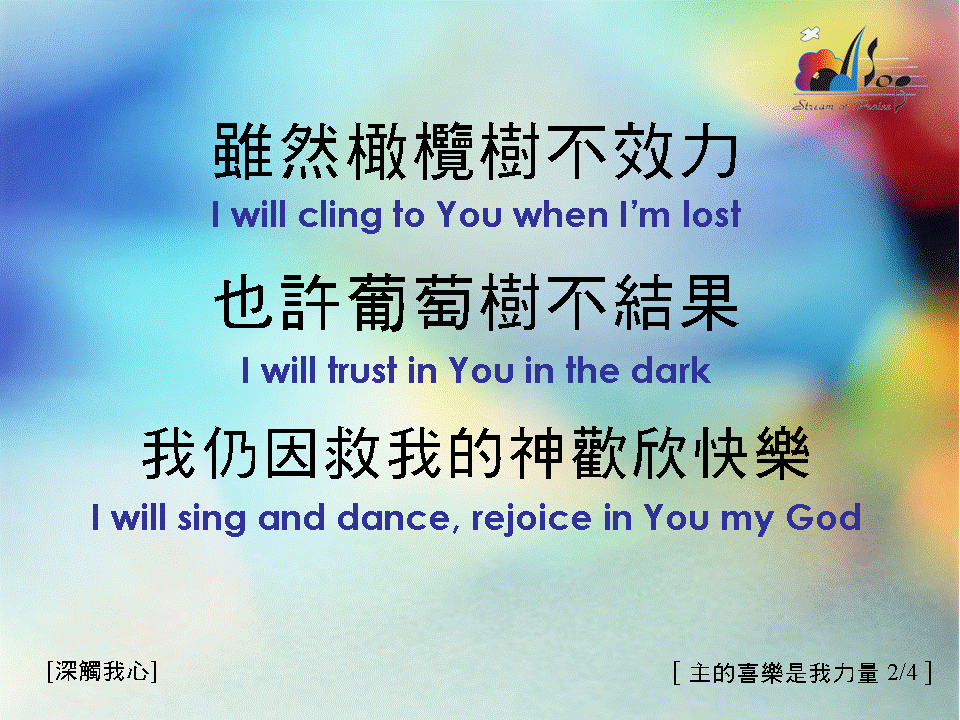 SOP
Stream of Praise
雖然橄欖樹不效力
I will cling to You when I’m lost
也許葡萄樹不結果
I will trust in You in the dark
我仍因救我的神歡欣快樂
I will sing and dance, rejoice in You my God
[深觸我心]
[ 主的喜樂是我力量 2/4 ]